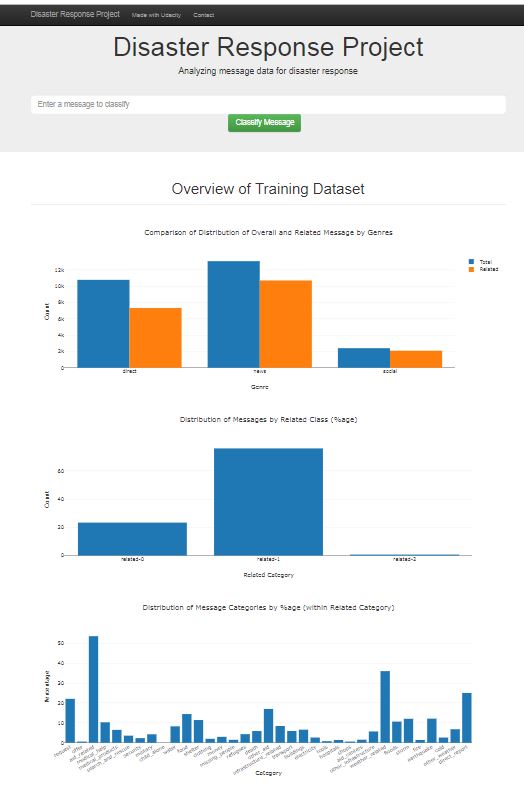 Disaster Response Project Made with Udacity Contact
Disaster Response Project
Analyzing message data for disaster response
Enter a message to classify
Classify Message
Overview of Training Dataset
Comparison of Distribution of Overall and Related Message by Genres
Total
Related
12k
10k
8k
6k
4k
2k
0
Count
direct news social
Genre
Distribution of Messages by Related Class (%age)
60
40
20
0
Count
related-0 related-1 related-2
Related Category
Distribution of Message Categories by %age (within Related Category)
50
40
30
20
10
0
Percentage
request offer aid_related medical_help medical_products search_and_rescue security military child_alone water food shelter clothing money missing_people refugees death other_aid infrastructure_related transport buildings electricity tools hospitals shops aid_centers other_infrastructure weather_related floods storm fire earthquake cold other_weather direct_report
Category